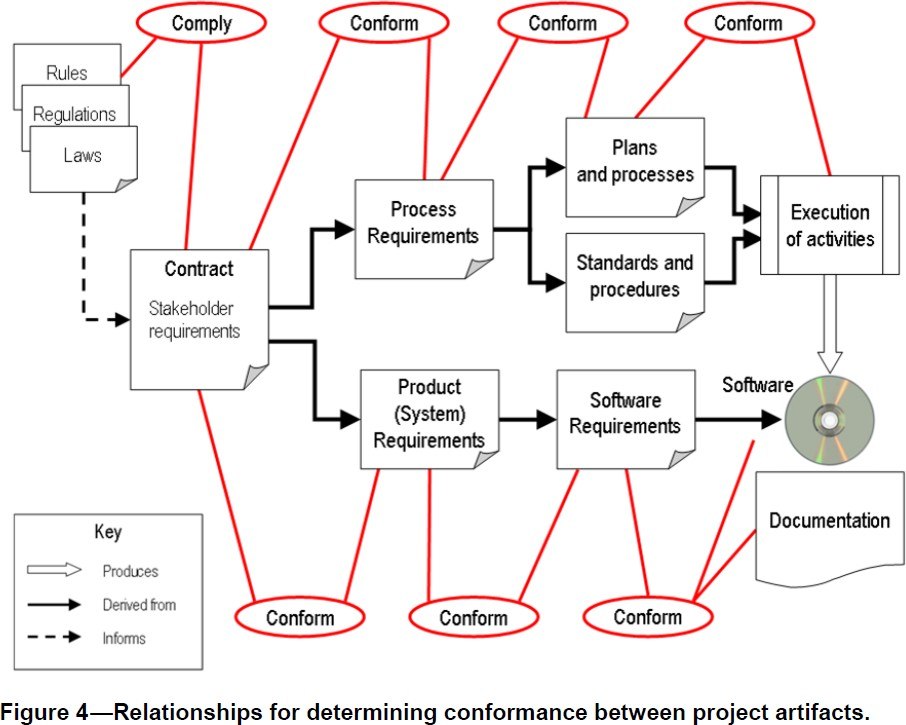 Comply
Conform
Conform
Conform
Rules
Regulations
Laws
Plans
and processes
Process
Requirements
Execution
of activities
Contract
Stakeholder
requirements
Standards and
procedures
Product
(System)
Requirements
Software
Requirements
Software
Documentation
Key
Produces
Derived from
Informs
Conform
Conform
Conform
Figure 4—Relationships for determining conformance between project artifacts.